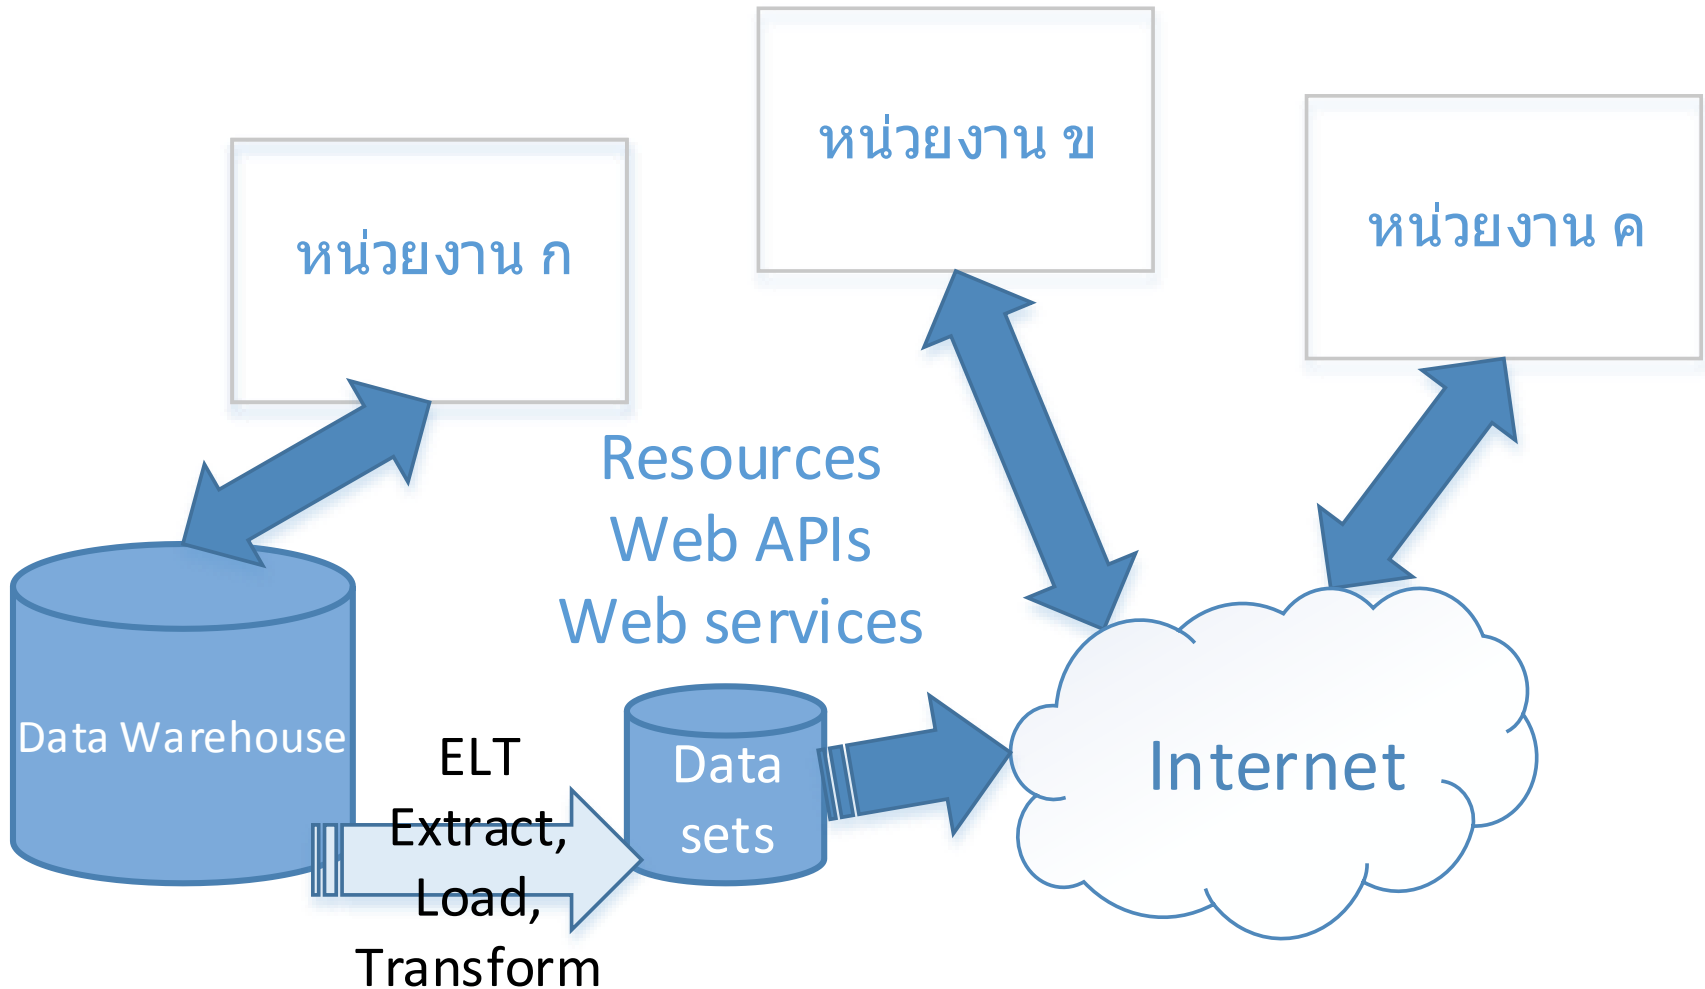 หน่วยงาน ข
หน่วยงาน ค
หน่วยงาน ก
Resources
Web APIs
Web services
Data Warehouse
ELT
Extract,
Load,
Transform
Data
sets
Internet